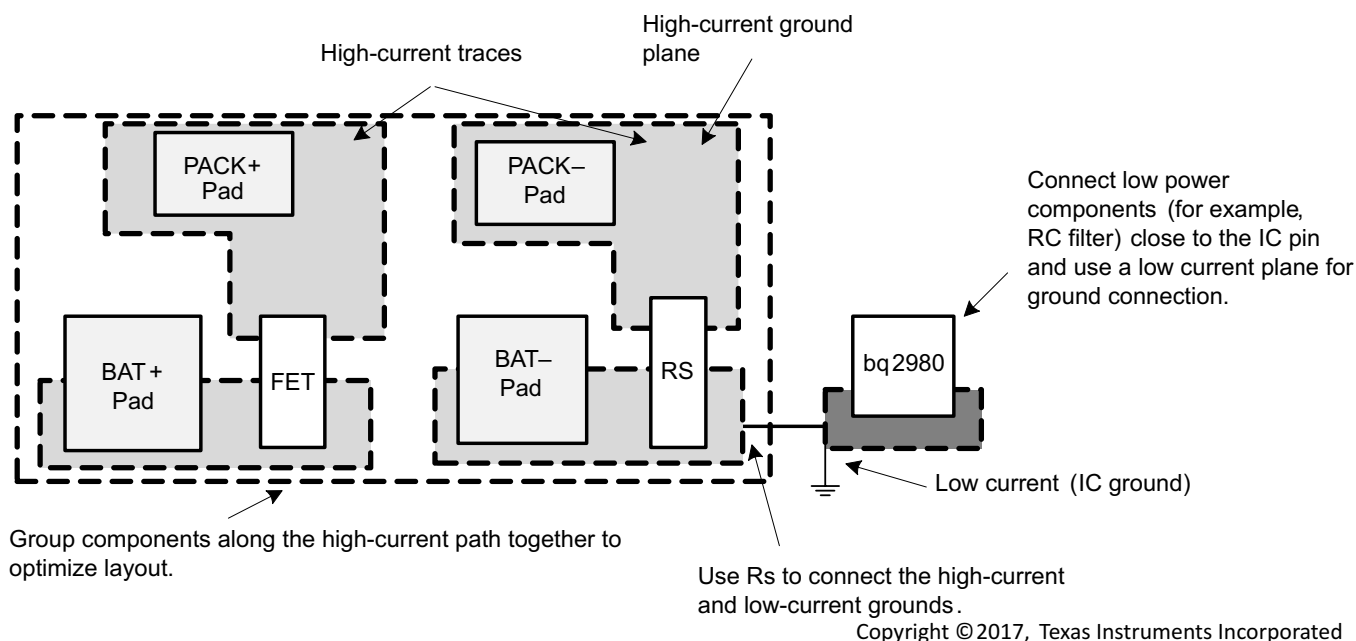 High-current ground
plane
High-current traces
PACK+
Pad
PACK–
Pad
Connect low power
components (for example,
RC filter) close to the IC pin
and use a low current plane for
ground connection.
BAT+
Pad
FET
BAT–
Pad
RS
bq2980
Low current (IC ground)
Group components along the high-current path together to
optimize layout.
Use Rs to connect the high-current
and low-current grounds.
Copyright ©2017, Texas Instruments Incorporated